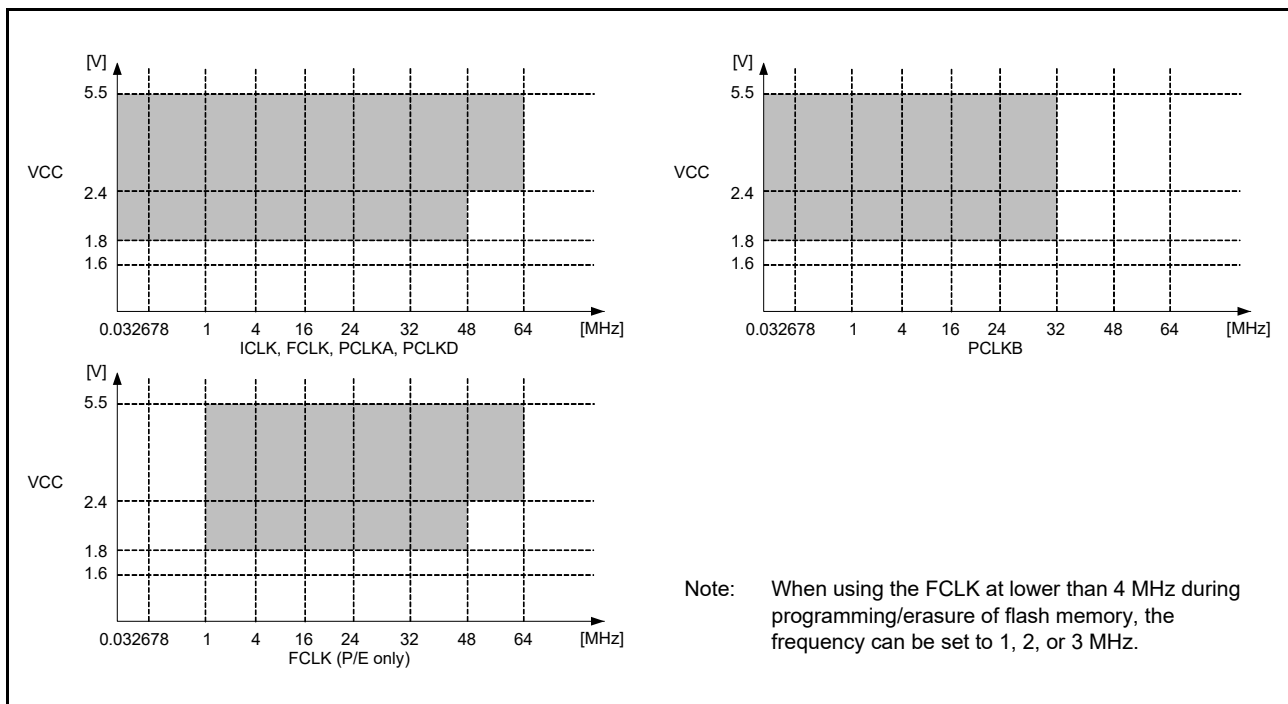 [V]
5.5
VCC
2.4
1.8
1.6
0.032678 1 4 16 24 32 48 64 [MHz]
ICLK, FCLK, PCLKA, PCLKD
[V]
5.5
VCC
2.4
1.8
1.6
0.032678 1 4 16 24 32 48 64 [MHz]
PCLKB
[V]
5.5
VCC
2.4
1.8
1.6
0.032678 1 4 16 24 32 48 64 [MHz]
FCLK (P/E only)
Note: When using the FCLK at lower than 4 MHz during
programming/erasure of flash memory, the
frequency can be set to 1, 2, or 3 MHz.